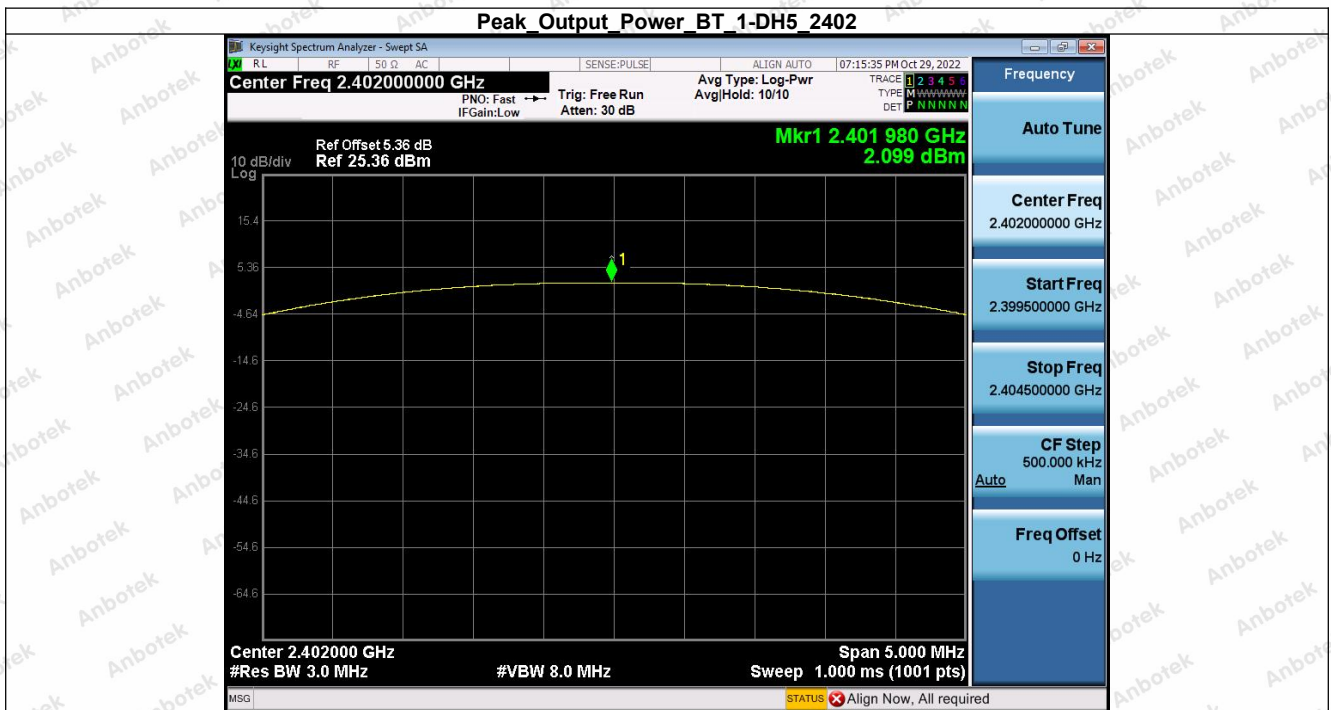 Peak_Output_Power_BT_1-DH5_2402
Keysight Spectrum Analyzer - Swept SA
RL RF 50 Ω AC SENSE:PULSE ALIGN AUTO 07:15:35 PM Oct 29, 2022
Center Freq 2.402000000 GHz
PNO: Fast
IFGain:Low
Trig: Free Run
Atten: 30 dB
Avg Type: Log-Pwr
Avg|Hold: 10/10
TRACE 1 2 3 4 5 6
TYPE M WWWWW
DET P N N N N N
Mkr1 2.401 980 GHz
2.099 dBm
Ref Offset 5.36 dB
10 dB/div Ref 25.36 dBm
Log
15.4
5.36
-4.64
-14.6
-24.6
-34.6
-44.6
-54.6
-64.6
1
Center 2.402000 GHz Span 5.000 MHz
#Res BW 3.0 MHz #VBW 8.0 MHz Sweep 1.000 ms (1001 pts)
MSG STATUS Align Now, All required
Frequency
Auto Tune
Center Freq
2.402000000 GHz
Start Freq
2.399500000 GHz
Stop Freq
2.404500000 GHz
CF Step
500.000 kHz
Auto Man
Freq Offset
0 Hz
Anbotek